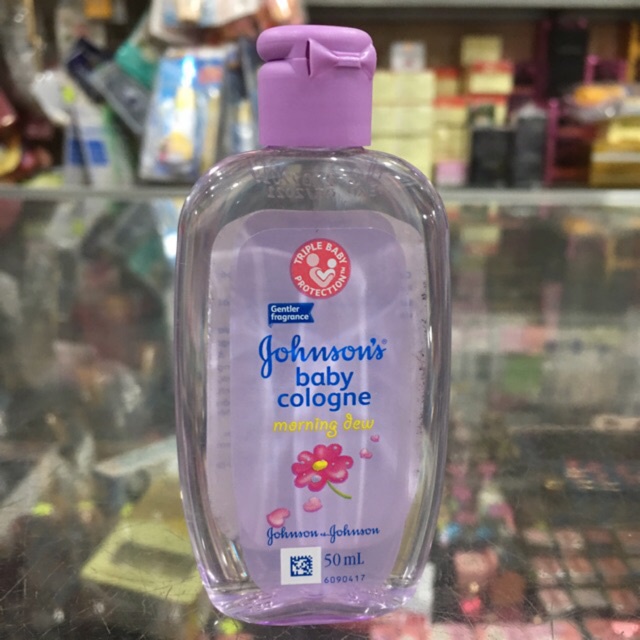 TRIPLE BABY
PROTECTION™
Gentler
fragrance
Johnson's®
baby
cologne
morning dew
Johnson & Johnson
50 mL
6090417